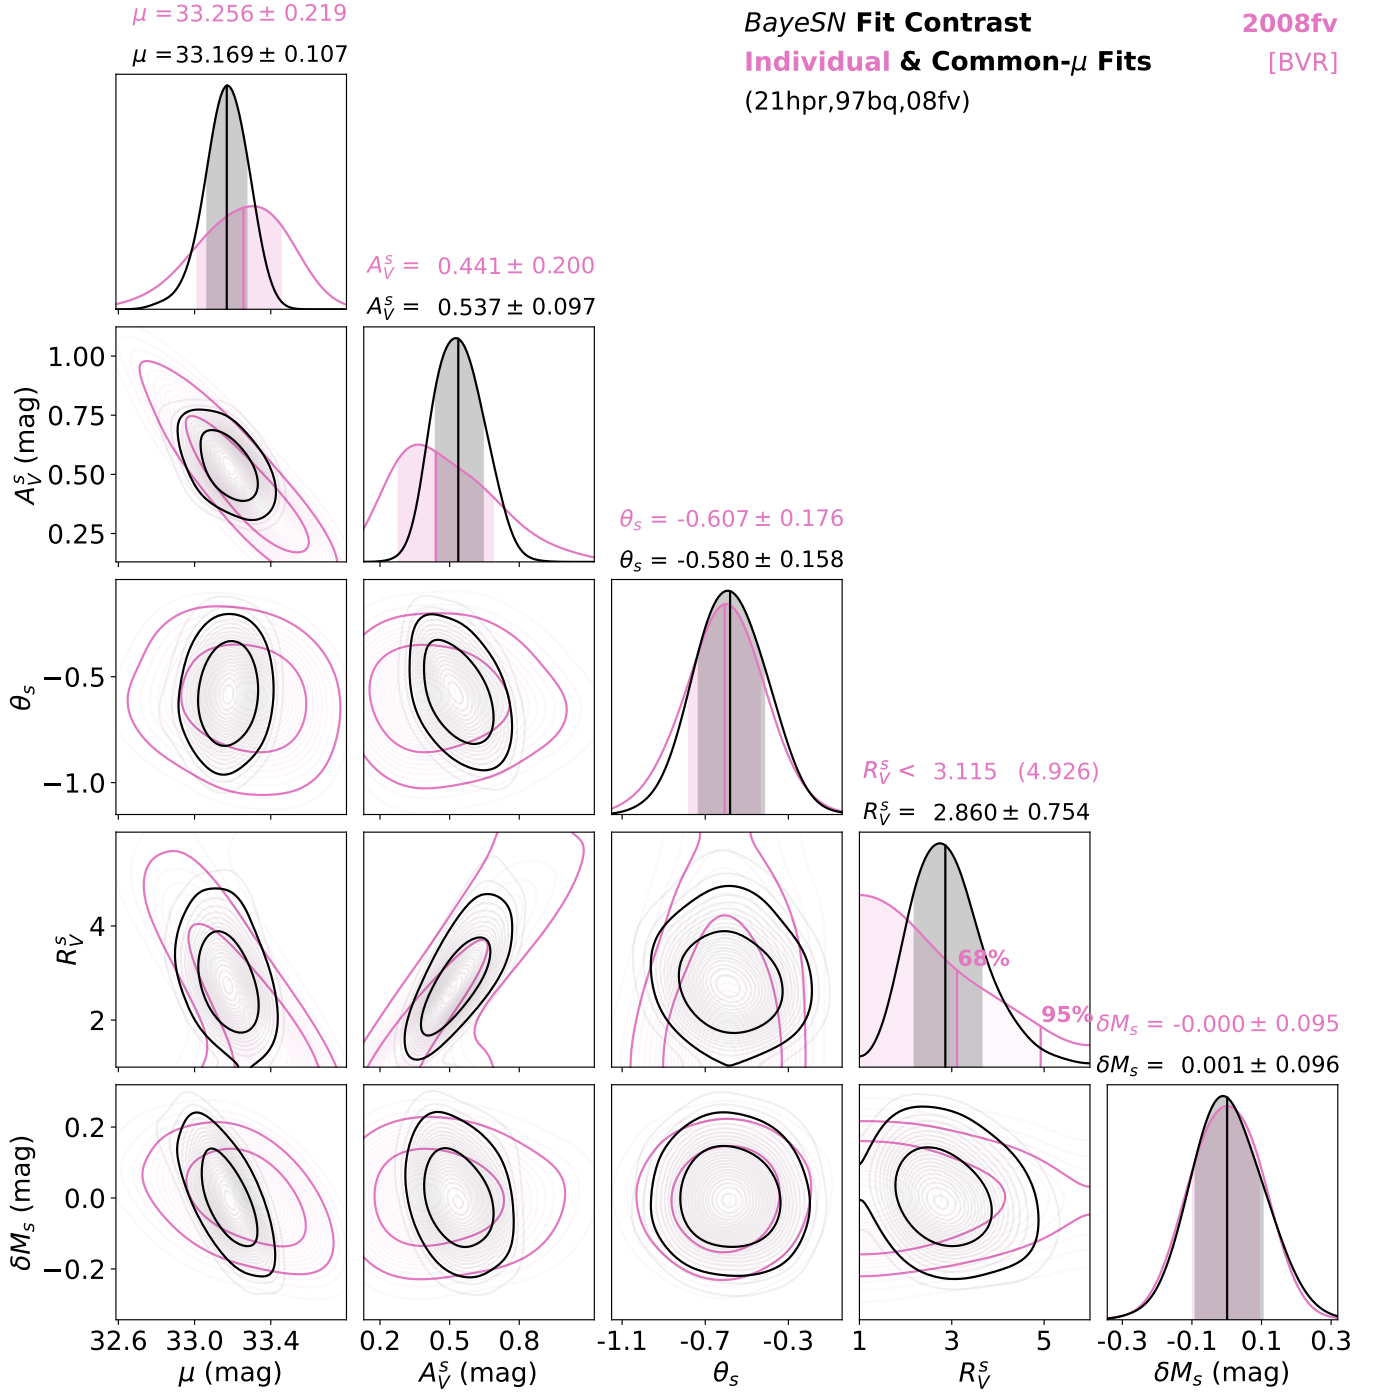 μ = 33.256 ± 0.219
μ = 33.169 ± 0.107
BayeSN Fit Contrast
2008fv
Individual & Common-μ Fits
[BVR]
(21hpr,97bq,08fv)
A_V^s = 0.441 ± 0.200
A_V^s = 0.537 ± 0.097
1.00
0.75
0.50
0.25
A_V^s (mag)
θ_s = -0.607 ± 0.176
θ_s = -0.580 ± 0.158
−0.5
−1.0
θ_s
R_V^s < 3.115 (4.926)
R_V^s = 2.860 ± 0.754
4
2
R_V^s
68%
95%
δM_s = -0.000 ± 0.095
δM_s = 0.001 ± 0.096
0.2
0.0
−0.2
δM_s (mag)
32.6 33.0 33.4
0.2 0.5 0.8
-1.1 -0.7 -0.3
1 3 5
-0.3 -0.1 0.1 0.3
μ (mag)
A_V^s (mag)
θ_s
R_V^s
δM_s (mag)